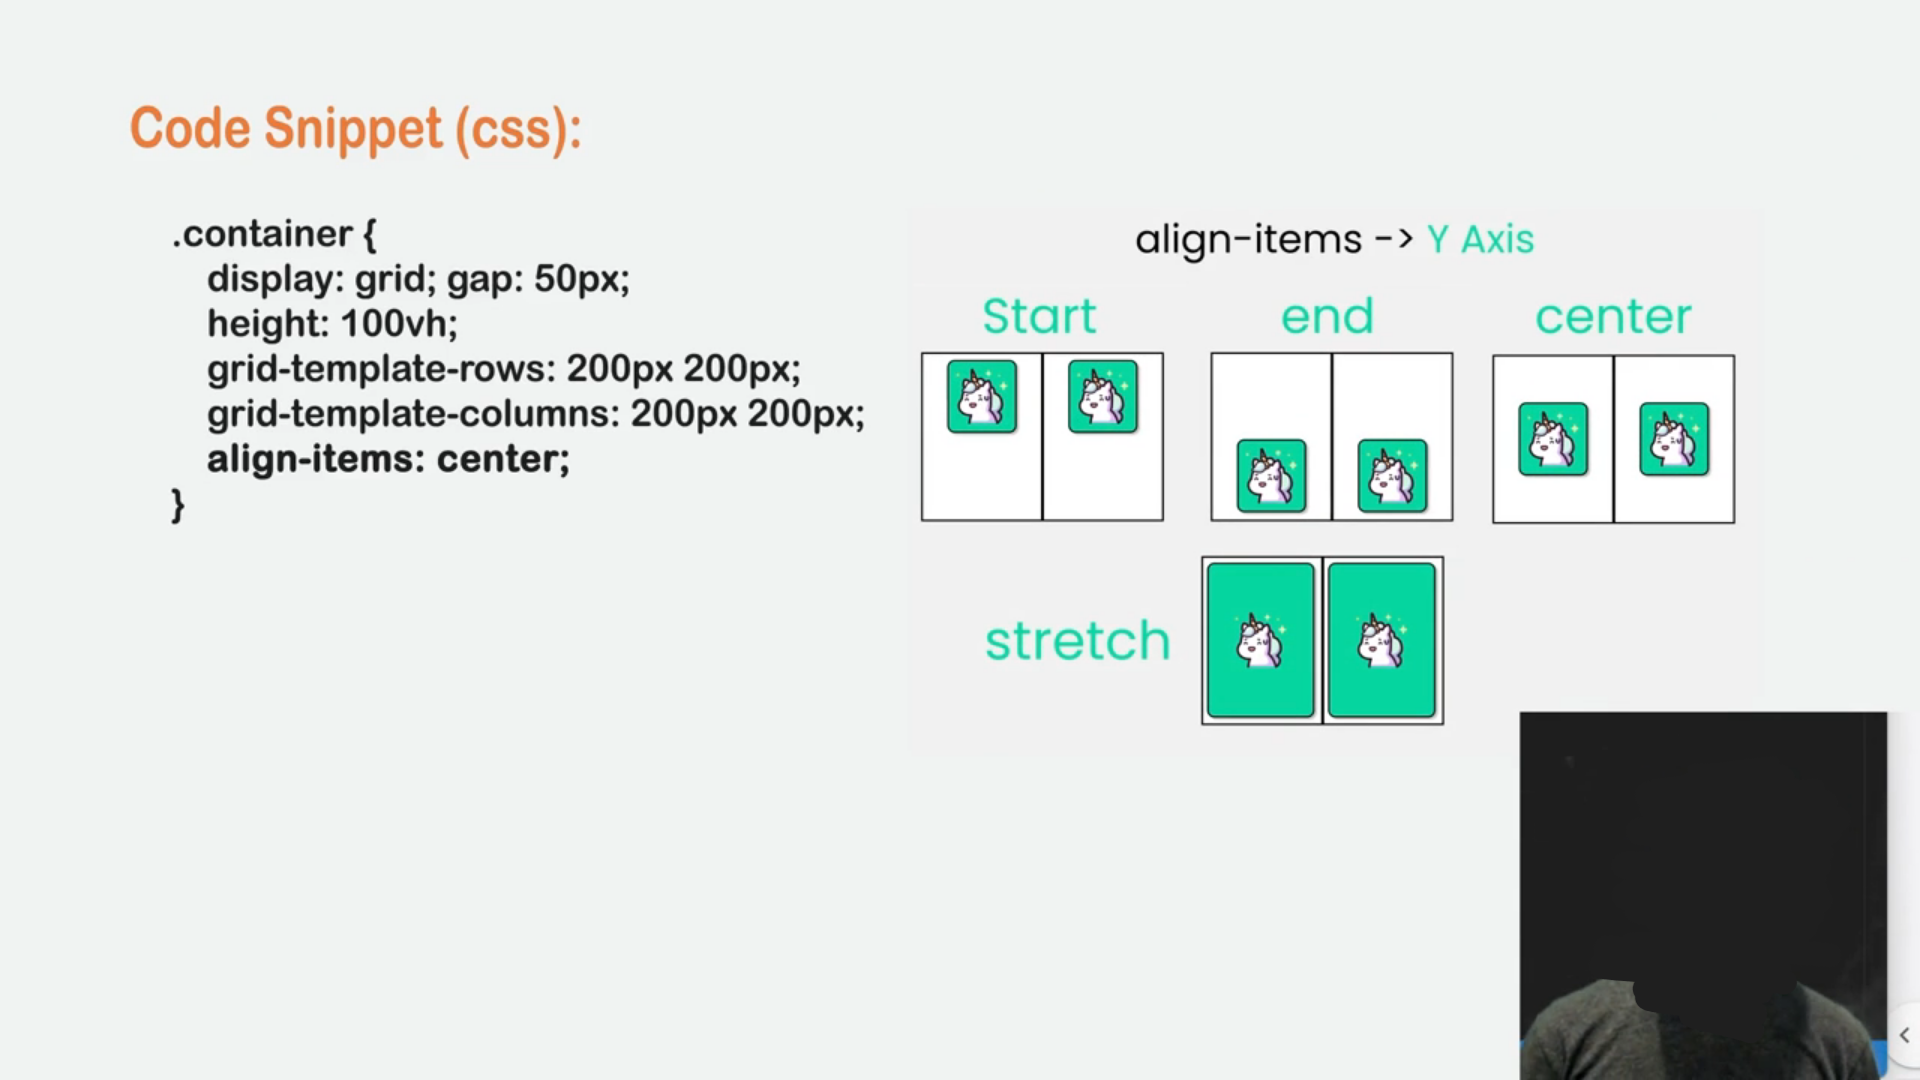 Code Snippet (css):
.container {
display: grid; gap: 50px;
height: 100vh;
grid-template-rows: 200px 200px;
grid-template-columns: 200px 200px;
align-items: center;
}
align-items -> Y Axis
Start end center
stretch